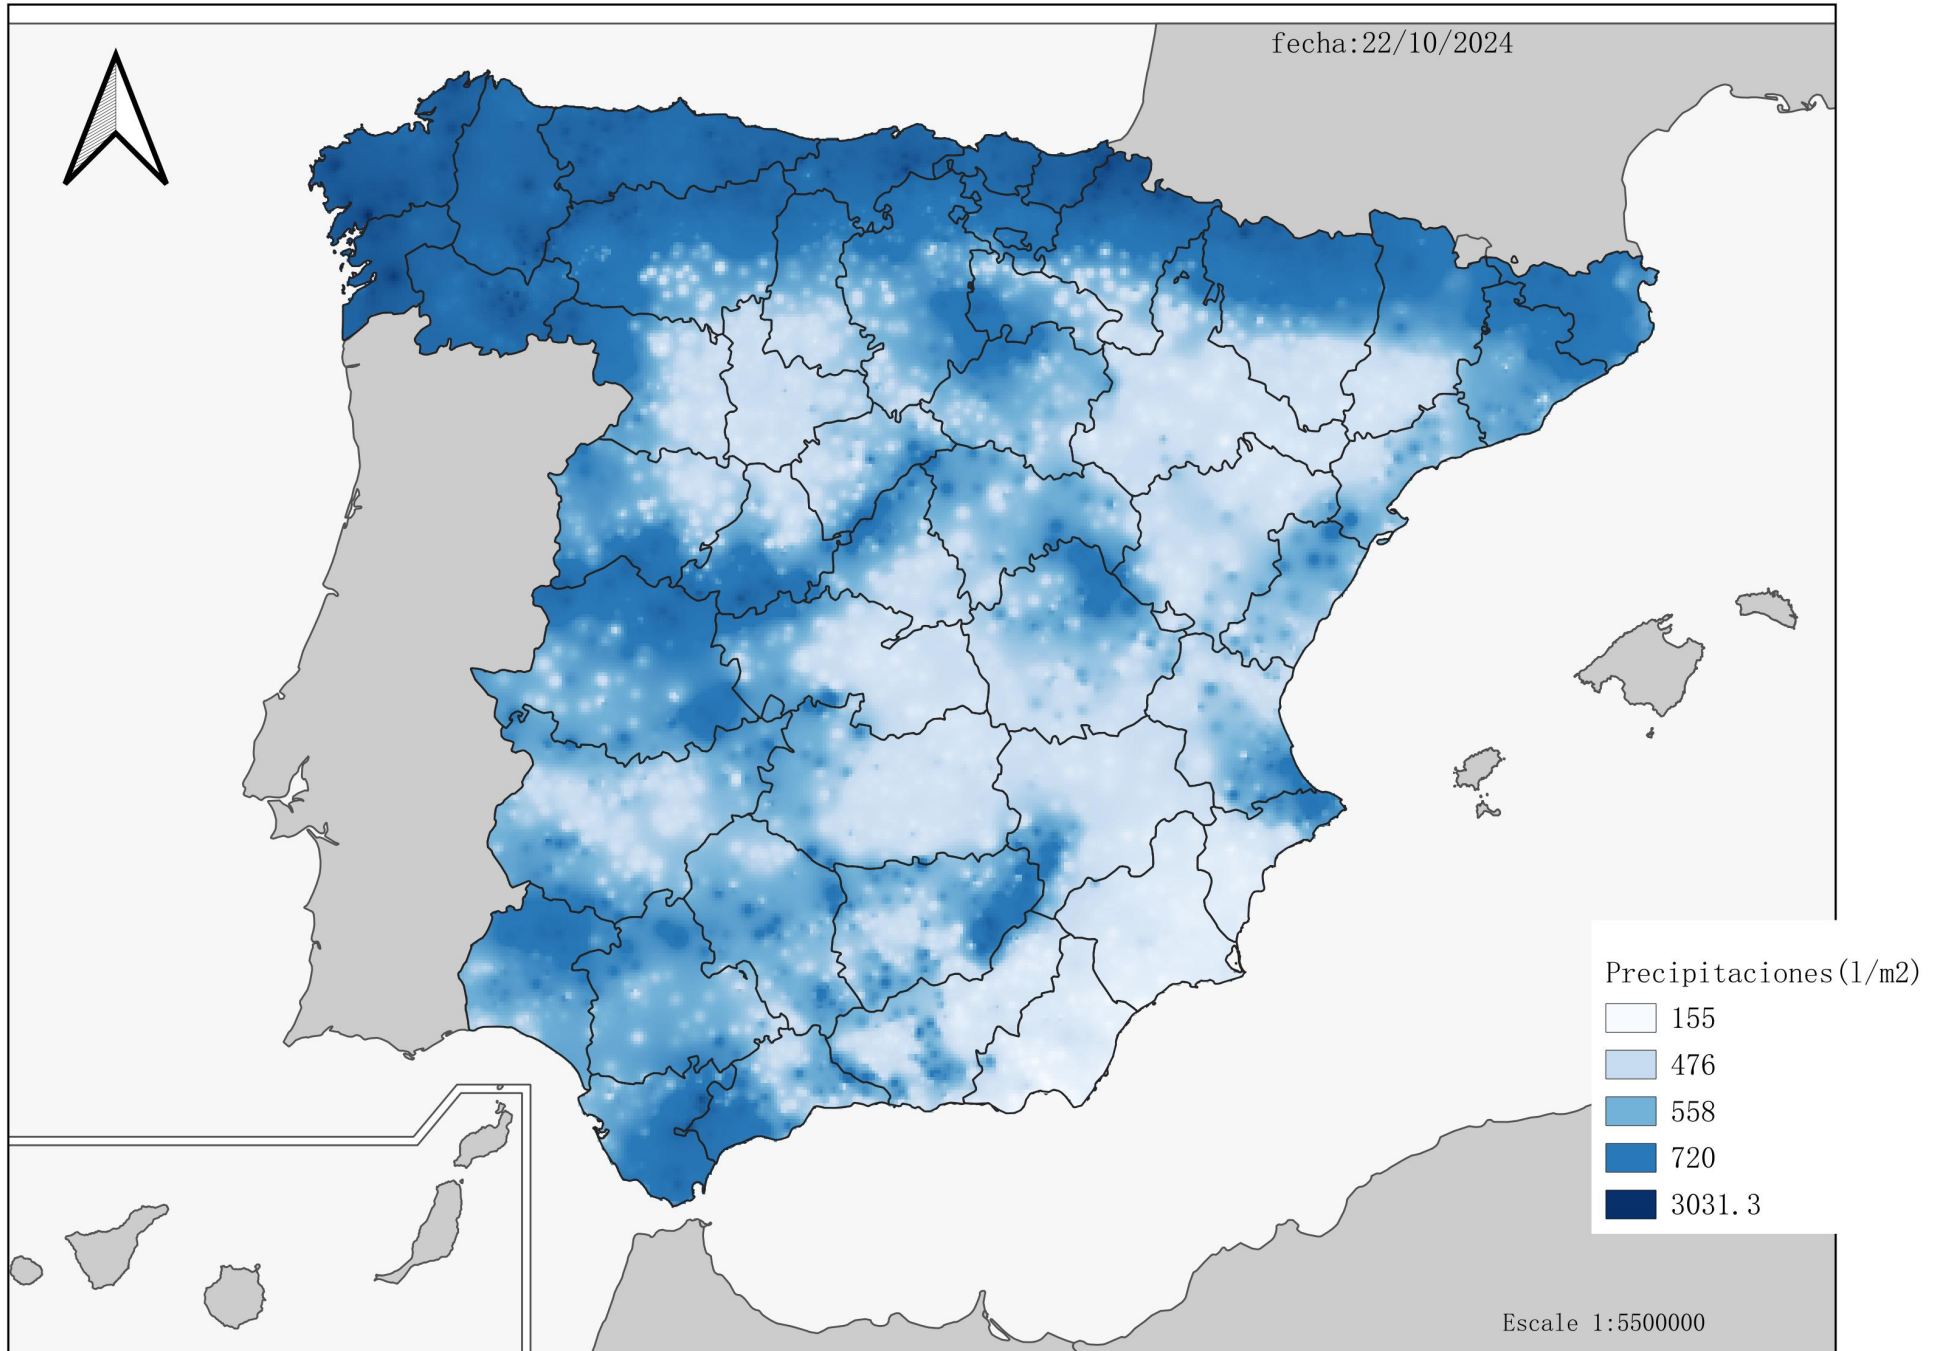 fecha:22/10/2024
Precipitaciones(l/m2)
155
476
558
720
3031.3
Escale 1:5500000